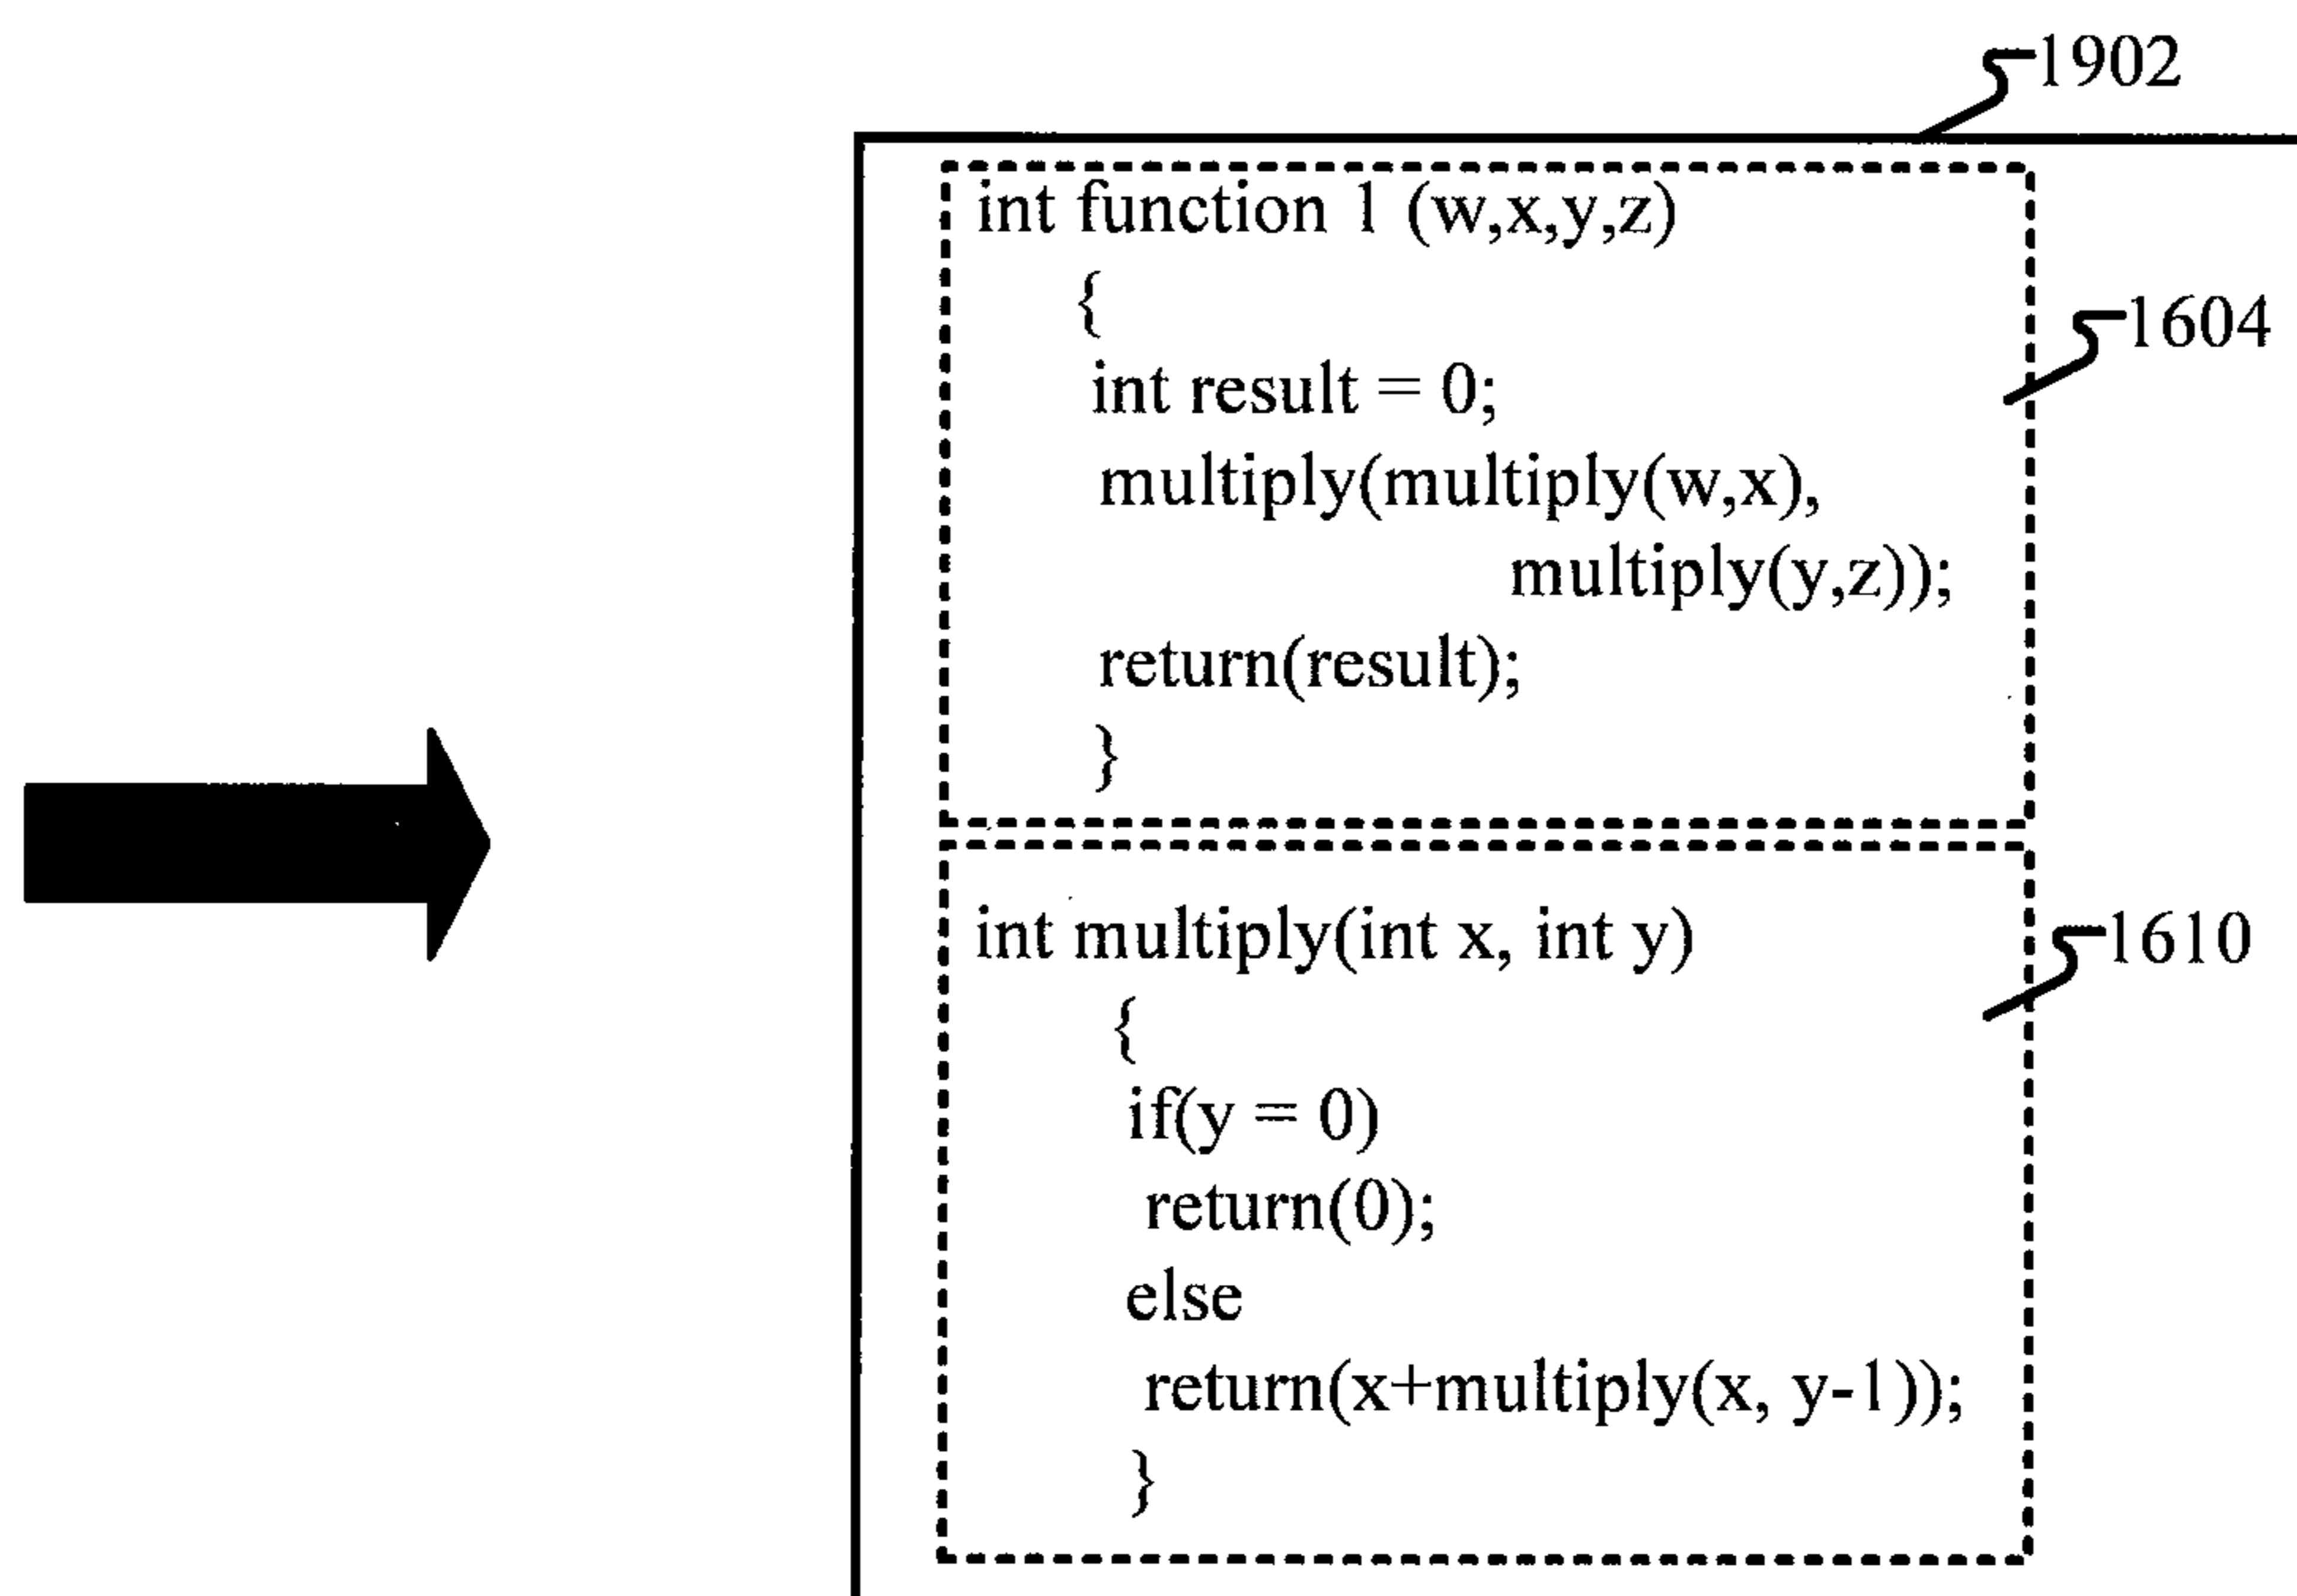 1902
int function 1 (w,x,y,z)
{
1604
int result = 0;
multiply(multiply(w,x),
multiply(y,z));
return(result);
}
int multiply(int x, int y)
1610
{
if(y = 0)
return(0);
else
return(x+multiply(x, y-1));
}